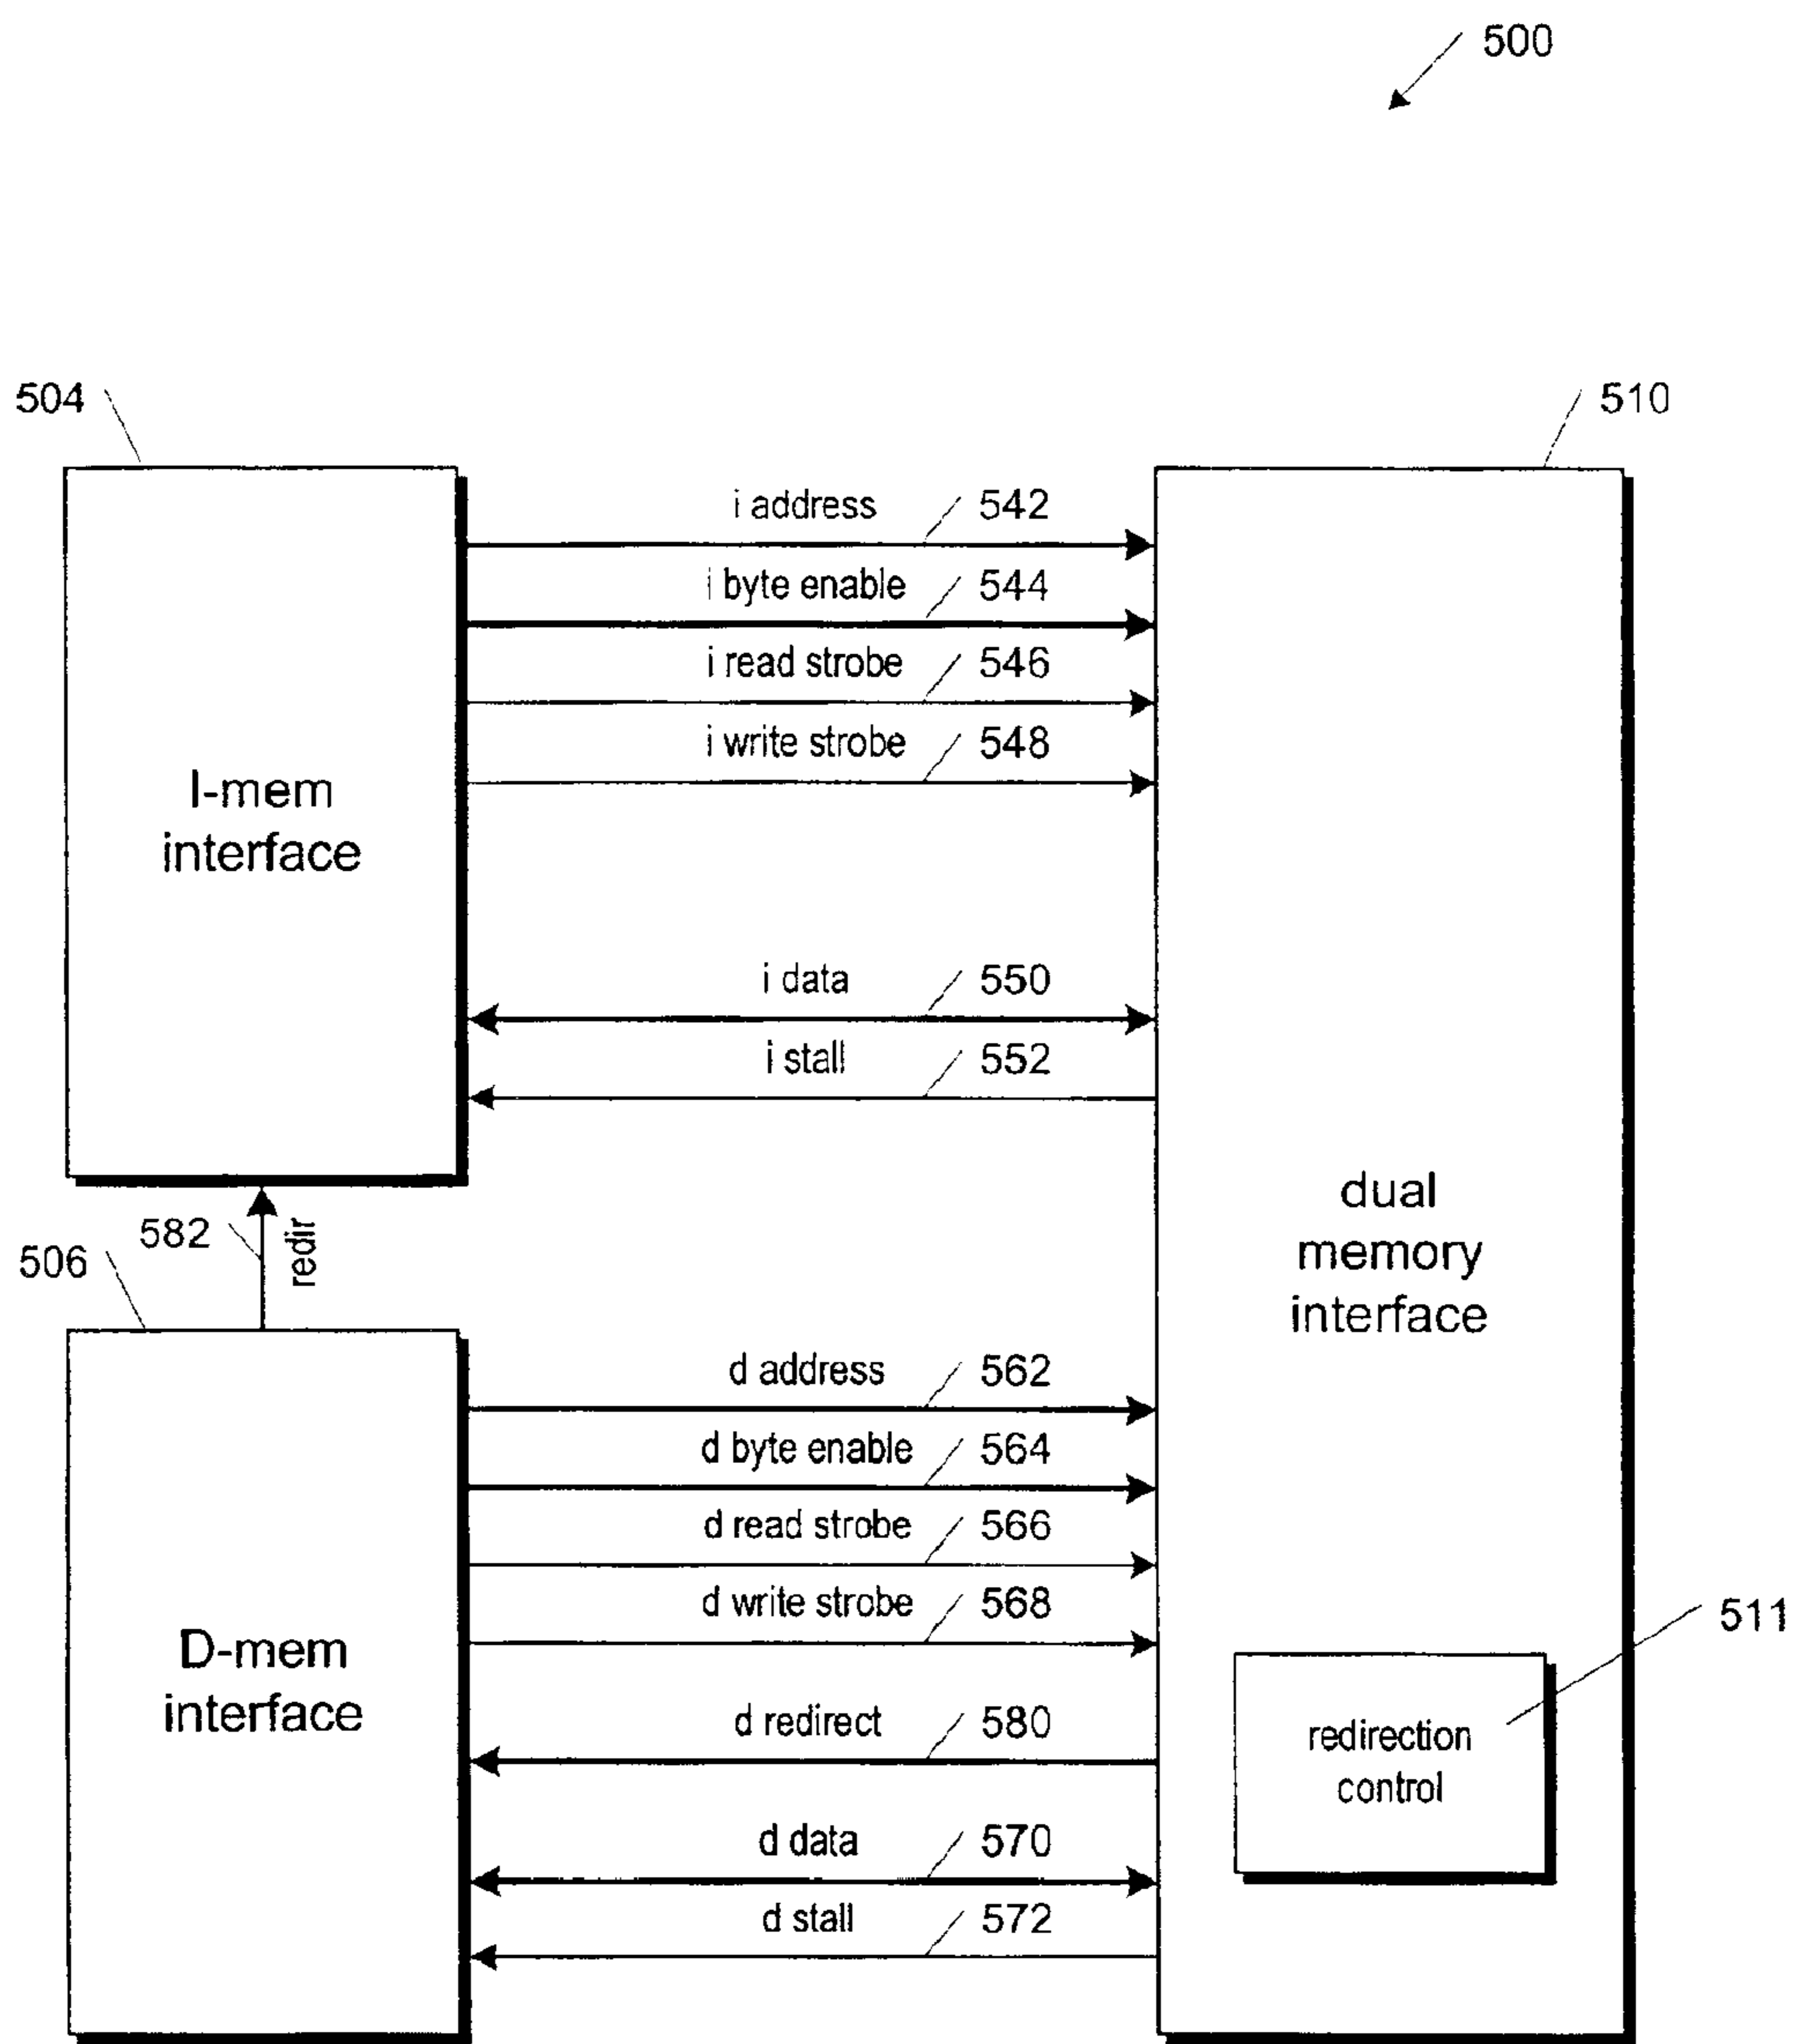 500
504
510
i address 542
i byte enable 544
i read strobe 546
i write strobe 548
I-mem
interface
i data 550
i stall 552
dual
memory
interface
582
redir
506
d address 562
d byte enable 564
d read strobe 566
d write strobe 568
D-mem
interface
511
d redirect 580
redirection
control
d data 570
d stall 572